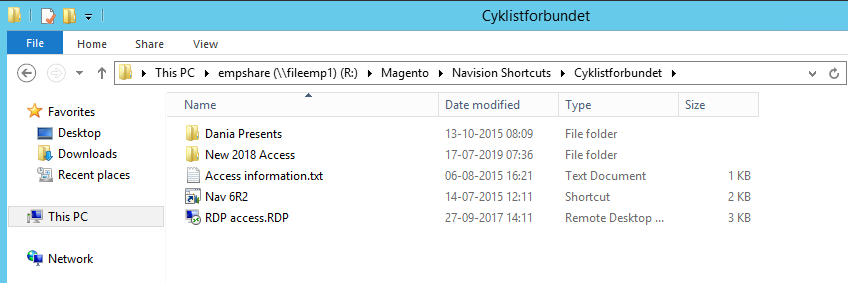 Cyklistforbundet
File Home Share View
This PC empshare (\\fileemp1) (R:) Magento Navision Shortcuts Cyklistforbundet
Favorites
Desktop
Downloads
Recent places
This PC
Network
Name Date modified Type Size
Dania Presents 13-10-2015 08:09 File folder
New 2018 Access 17-07-2019 07:36 File folder
Access information.txt 06-08-2015 16:21 Text Document 1 KB
Nav 6R2 14-07-2015 12:11 Shortcut 2 KB
RDP access.RDP 27-09-2017 14:11 Remote Desktop ... 3 KB